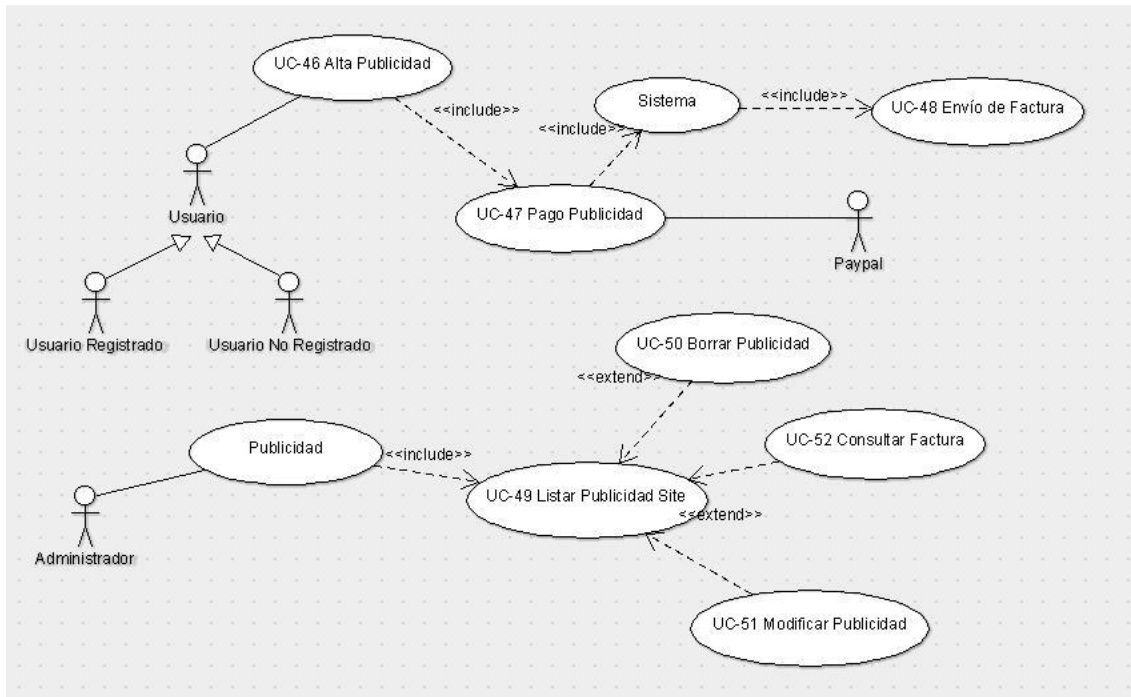 UC-46 Alta Publicidad
<<include>>
Sistema
<<include>>
UC-48 Envío de Factura
<<include>>
Usuario
UC-47 Pago Publicidad
Paypal
Usuario Registrado
Usuario No Registrado
UC-50 Borrar Publicidad
<<extend>>
Publicidad
<<include>>
UC-52 Consultar Factura
UC-49 Listar Publicidad Site
<<extend>>
Administrador
UC-51 Modificar Publicidad